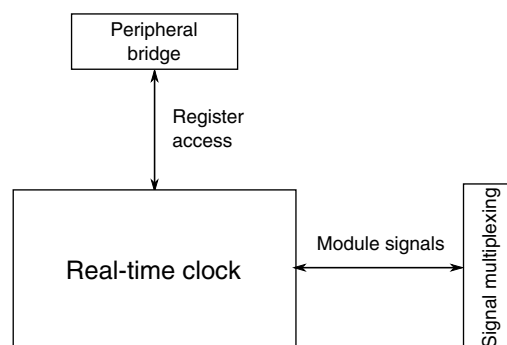 Peripheral
bridge
Register
access
Real-time clock
Module signals
Signal multiplexing